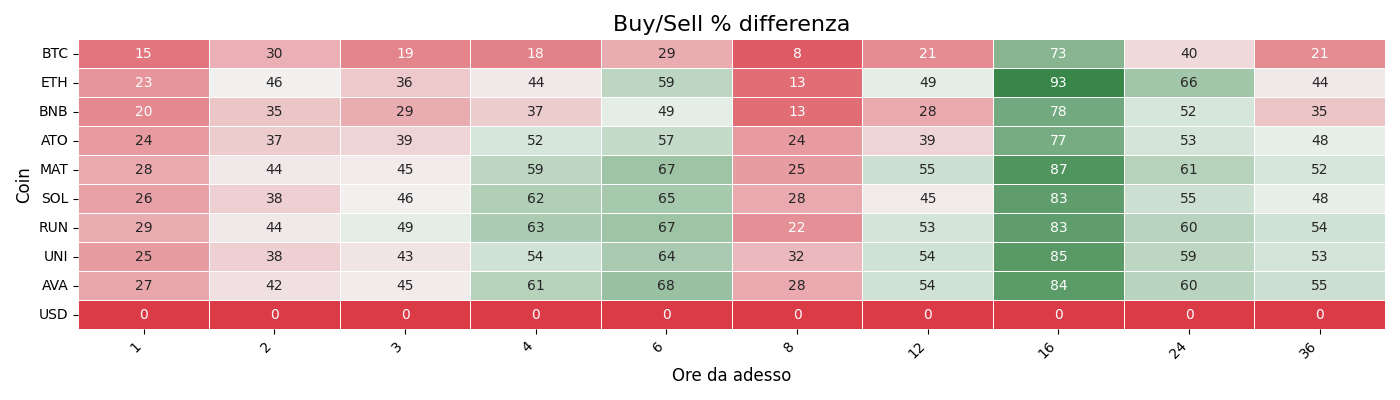 Buy/Sell % differenza
Coin
BTC 15 30 19 18 29 8 21 73 40 21
ETH 23 46 36 44 59 13 49 93 66 44
BNB 20 35 29 37 49 13 28 78 52 35
ATO 24 37 39 52 57 24 39 77 53 48
MAT 28 44 45 59 67 25 55 87 61 52
SOL 26 38 46 62 65 28 45 83 55 48
RUN 29 44 49 63 67 22 53 83 60 54
UNI 25 38 43 54 64 32 54 85 59 53
AVA 27 42 45 61 68 28 54 84 60 55
USD 0 0 0 0 0 0 0 0 0 0
1 2 3 4 6 8 12 16 24 36
Ore da adesso